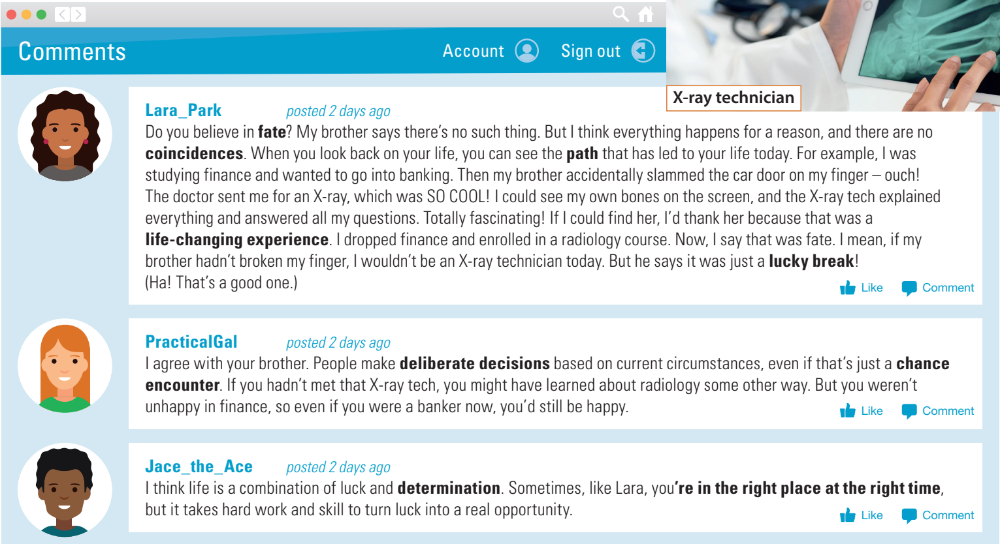 Comments
Account
Sign out
X-ray technician
Lara_Park posted 2 days ago
Do you believe in fate? My brother says there's no such thing. But I think everything happens for a reason, and there are no
coincidences. When you look back on your life, you can see the path that has led to your life today. For example, I was
studying finance and wanted to go into banking. Then my brother accidentally slammed the car door on my finger – ouch!
The doctor sent me for an X-ray, which was SO COOL! I could see my own bones on the screen, and the X-ray tech explained
everything and answered all my questions. Totally fascinating! If I could find her, I'd thank her because that was a
life-changing experience. I dropped finance and enrolled in a radiology course. Now, I say that was fate. I mean, if my
brother hadn't broken my finger, I wouldn't be an X-ray technician today. But he says it was just a lucky break!
(Ha! That's a good one.)
Like Comment
PracticalGal posted 2 days ago
I agree with your brother. People make deliberate decisions based on current circumstances, even if that's just a chance
encounter. If you hadn't met that X-ray tech, you might have learned about radiology some other way. But you weren't
unhappy in finance, so even if you were a banker now, you'd still be happy.
Like Comment
Jace_the_Ace posted 2 days ago
I think life is a combination of luck and determination. Sometimes, like Lara, you're in the right place at the right time,
but it takes hard work and skill to turn luck into a real opportunity.
Like Comment